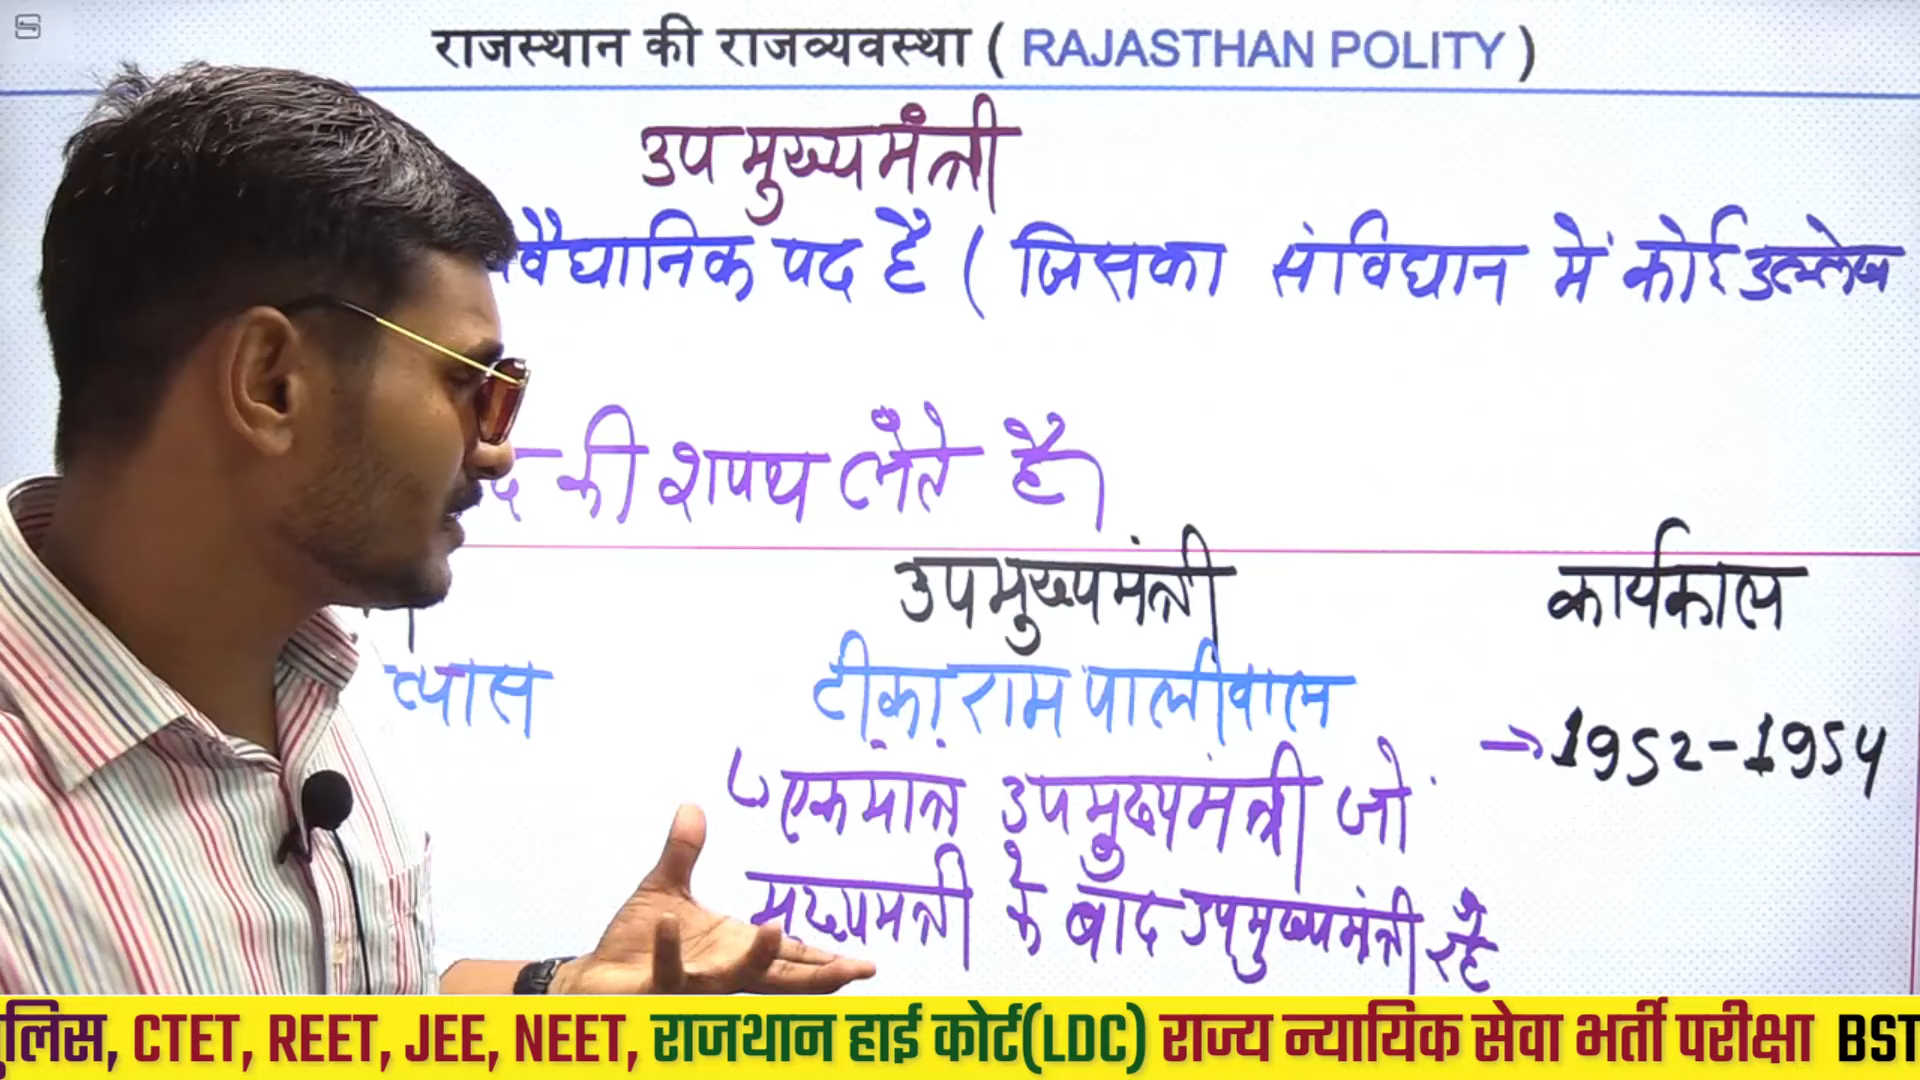 राजस्थान की राजव्यवस्था ( RAJASTHAN POLITY )
उप मुख्यमंत्री
वैधानिक पद है ( जिसका संविधान में कोई उल्लेख
की शपथ लेते है।
उपमुख्यमंत्री कार्यकाल
व्यास टीकाराम पालीवाल → 1952-1954
↳ एकमात्र उपमुख्यमंत्री जो
मुख्यमंत्री के बाद उपमुख्यमंत्री रहे
लिस, CTET, REET, JEE, NEET, राजथान हाई कोर्ट(LDC) राज्य न्यायिक सेवा भर्ती परीक्षा BST